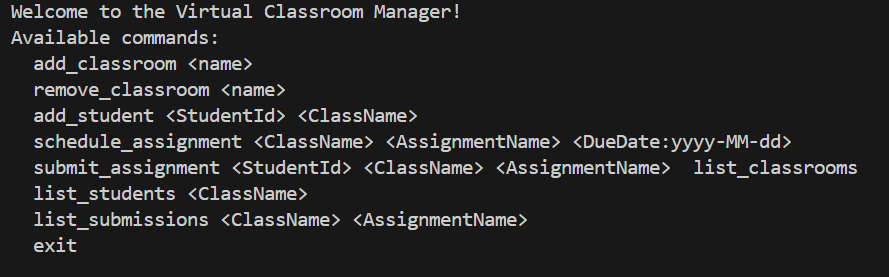 Welcome to the Virtual Classroom Manager!
Available commands:
  add_classroom <name>
  remove_classroom <name>
  add_student <StudentId> <ClassName>
  schedule_assignment <ClassName> <AssignmentName> <DueDate:yyyy-MM-dd>
  submit_assignment <StudentId> <ClassName> <AssignmentName>  list_classrooms
  list_students <ClassName>
  list_submissions <ClassName> <AssignmentName>
  exit